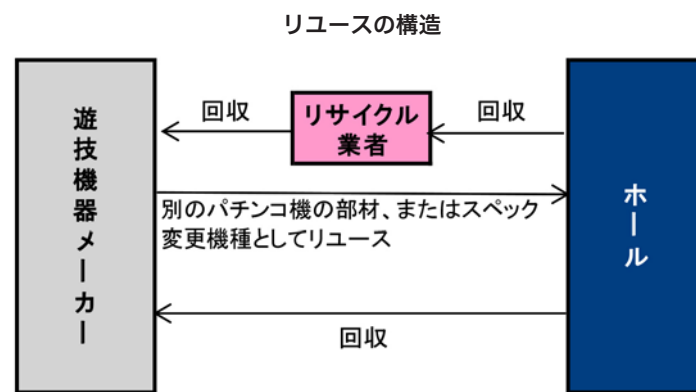 リユースの構造
遊技機器メーカー
回収
リサイクル
業者
回収
別のパチンコ機の部材、またはスペック
変更機種としてリユース
ホール
回収